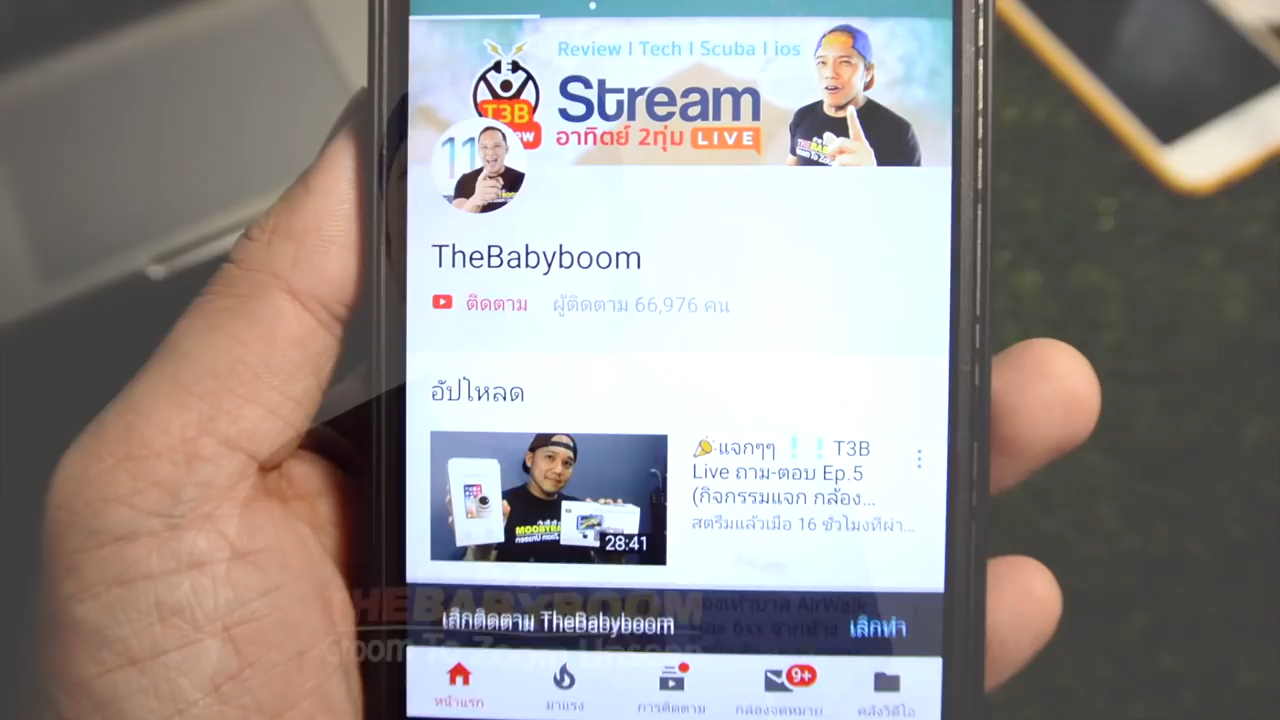 Review | Tech | Scuba | ios
T3B
Stream
อาทิตย์ 2ทุ่ม LIVE
11
TheBabyboom
ติดตาม ผู้ติดตาม 66,976 คน
อัปโหลด
🎉แจกๆๆ ❕❕T3B
Live ถาม-ตอบ Ep.5
(กิจกรรมแจก กล้อง...
สตรีมแล้วเมื่อ 16 ชั่วโมงที่ผ่า...
28:41
เลิกติดตาม TheBabyboom เลิกทำ
THEBABYBOOM
Groom To Zoom Unseen
หน้าแรก มาแรง การติดตาม กล่องจดหมาย คลังวิดีโอ
9+